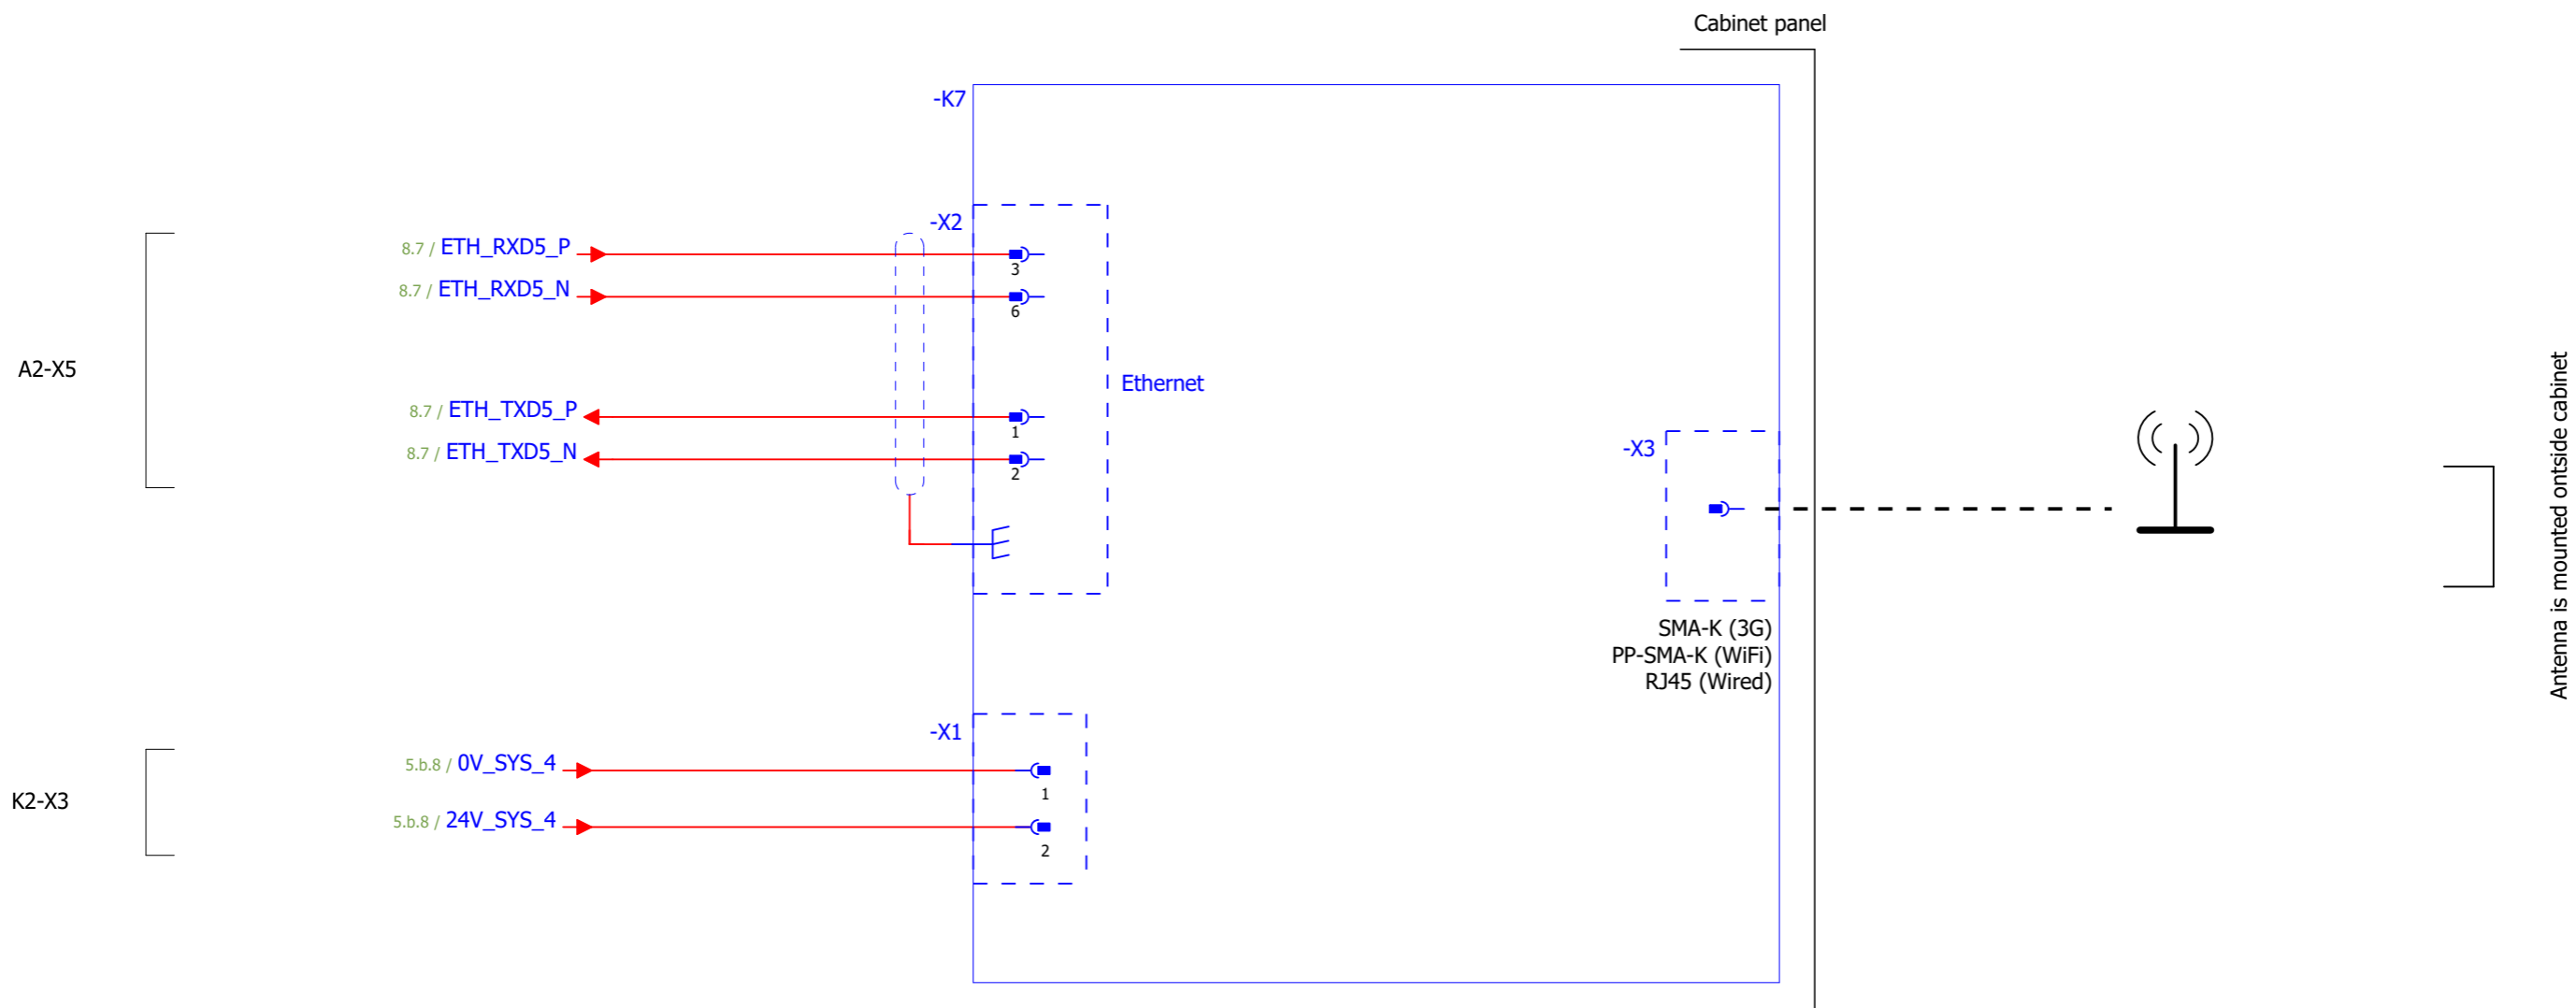 Cabinet panel
-K7
-X2
8.7 / ETH_RXD5_P
3
8.7 / ETH_RXD5_N
6
A2-X5
Ethernet
8.7 / ETH_TXD5_P
1
8.7 / ETH_TXD5_N
2
-X3
Antenna is mounted ontside cabinet
SMA-K (3G)
PP-SMA-K (WiFi)
RJ45 (Wired)
-X1
5.b.8 / 0V_SYS_4
1
K2-X3
5.b.8 / 24V_SYS_4
2